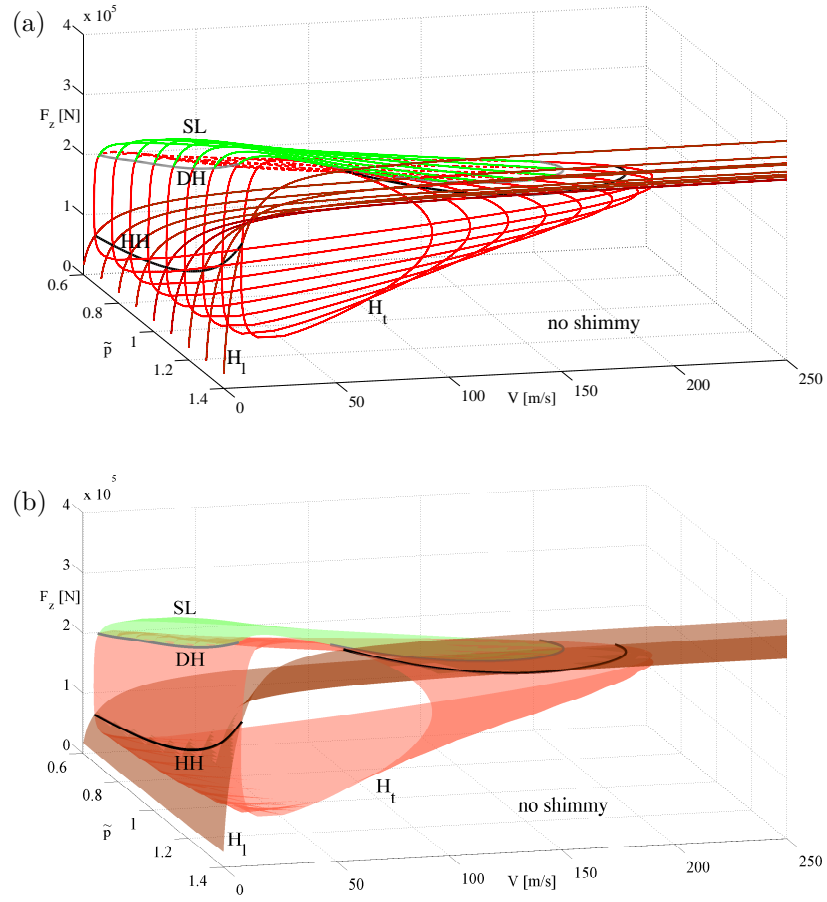 (a)
4 x 10^5
3
F_z [N]
2
1
0
SL
DH
HH
H_t
H_l
no shimmy
0.6
0.8
1
1.2
1.4
p̃
0
50
100
150
200
250
V [m/s]
(b)
4 x 10^5
3
F_z [N]
2
1
0
SL
DH
HH
H_t
H_l
no shimmy
0.6
0.8
1
1.2
1.4
p̃
0
50
100
150
200
250
V [m/s]